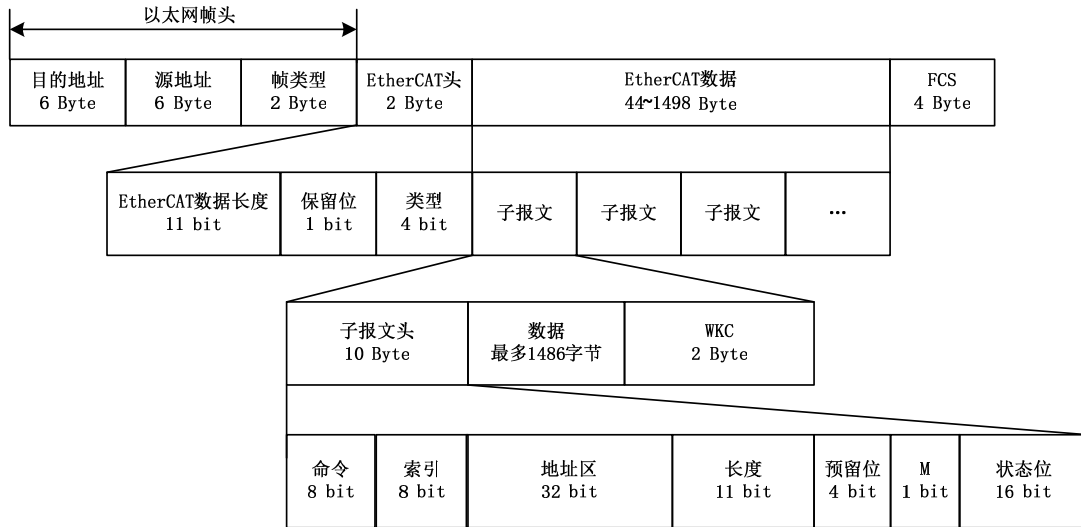 以太网帧头
目的地址
6 Byte
源地址
6 Byte
帧类型
2 Byte
EtherCAT头
2 Byte
EtherCAT数据
44~1498 Byte
FCS
4 Byte
EtherCAT数据长度
11 bit
保留位
1 bit
类型
4 bit
子报文
子报文
子报文
…
子报文头
10 Byte
数据
最多1486字节
WKC
2 Byte
命令
8 bit
索引
8 bit
地址区
32 bit
长度
11 bit
预留位
4 bit
M
1 bit
状态位
16 bit